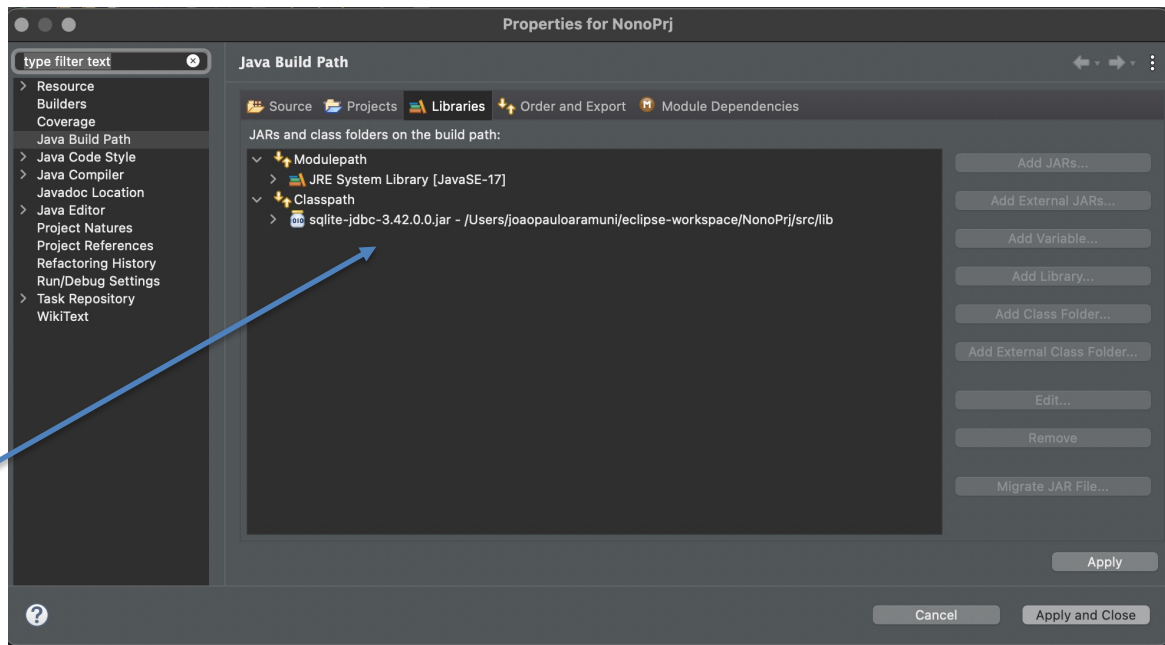 Properties for NonoPrj
type filter text
Resource
Builders
Coverage
Java Build Path
Java Code Style
Java Compiler
Javadoc Location
Java Editor
Project Natures
Project References
Refactoring History
Run/Debug Settings
Task Repository
WikiText
Java Build Path
Source Projects Libraries Order and Export M Module Dependencies
JARs and class folders on the build path:
Modulepath
JRE System Library [JavaSE-17]
Classpath
010 sqlite-jdbc-3.42.0.0.jar - /Users/joaopauloaramuni/eclipse-workspace/NonoPrj/src/lib
Add JARs...
Add External JARs...
Add Variable...
Add Library...
Add Class Folder...
Add External Class Folder...
Edit...
Remove
Migrate JAR File...
Apply
?
Cancel
Apply and Close